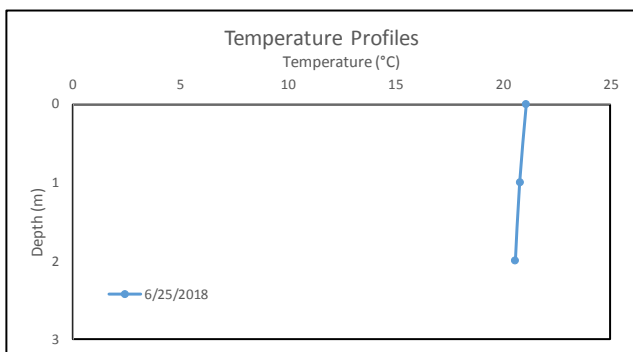 Temperature Profiles
Temperature (°C)
0 5 10 15 20 25
0
1
2
3
Depth (m)
6/25/2018